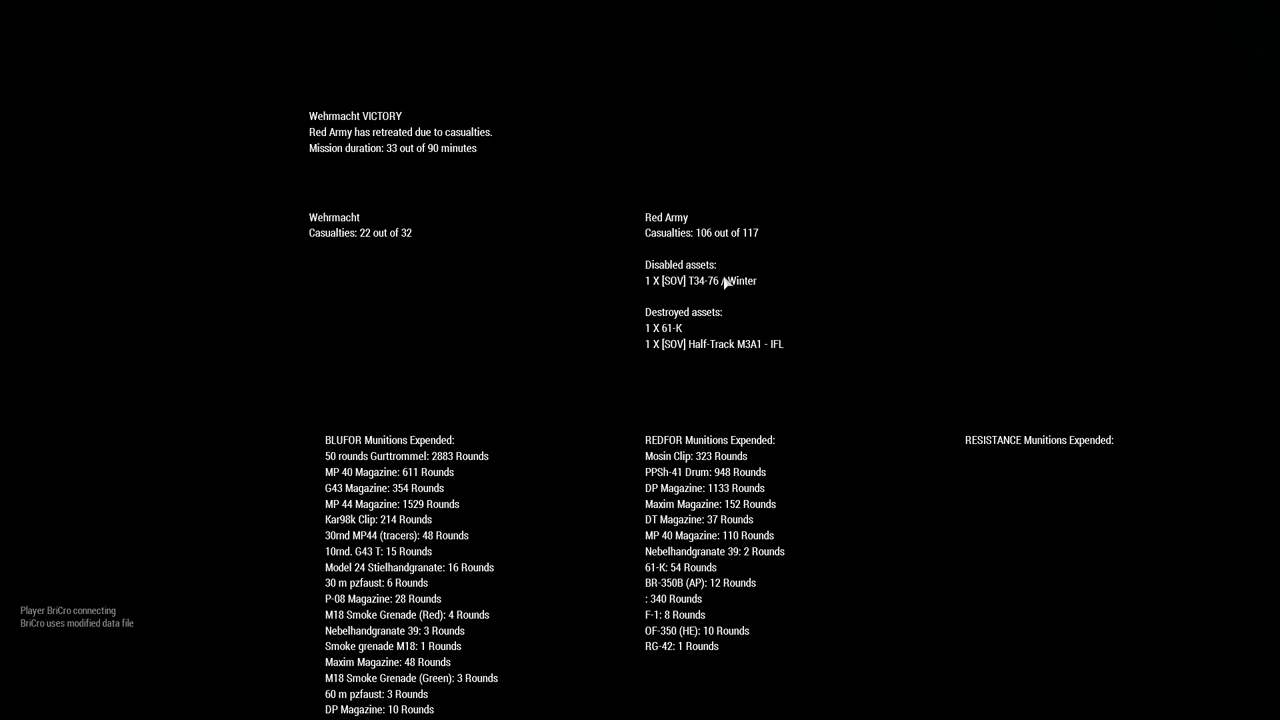 Wehrmacht VICTORY
Red Army has retreated due to casualties.
Mission duration: 33 out of 90 minutes
Wehrmacht
Casualties: 22 out of 32
Red Army
Casualties: 106 out of 117
Disabled assets:
1 X [SOV] T34-76 / Winter
Destroyed assets:
1 X 61-K
1 X [SOV] Half-Track M3A1 - IFL
BLUFOR Munitions Expended:
50 rounds Gurttrommel: 2883 Rounds
MP 40 Magazine: 611 Rounds
G43 Magazine: 354 Rounds
MP 44 Magazine: 1529 Rounds
Kar98k Clip: 214 Rounds
30rnd MP44 (tracers): 48 Rounds
10rnd. G43 T: 15 Rounds
Model 24 Stielhandgranate: 16 Rounds
30 m pzfaust: 6 Rounds
P-08 Magazine: 28 Rounds
M18 Smoke Grenade (Red): 4 Rounds
Nebelhandgranate 39: 3 Rounds
Smoke grenade M18: 1 Rounds
Maxim Magazine: 48 Rounds
M18 Smoke Grenade (Green): 3 Rounds
60 m pzfaust: 3 Rounds
DP Magazine: 10 Rounds
REDFOR Munitions Expended:
Mosin Clip: 323 Rounds
PPSh-41 Drum: 948 Rounds
DP Magazine: 1133 Rounds
Maxim Magazine: 152 Rounds
DT Magazine: 37 Rounds
MP 40 Magazine: 110 Rounds
Nebelhandgranate 39: 2 Rounds
61-K: 54 Rounds
BR-350B (AP): 12 Rounds
: 340 Rounds
F-1: 8 Rounds
OF-350 (HE): 10 Rounds
RG-42: 1 Rounds
RESISTANCE Munitions Expended:
Player BriCro connecting
BriCro uses modified data file